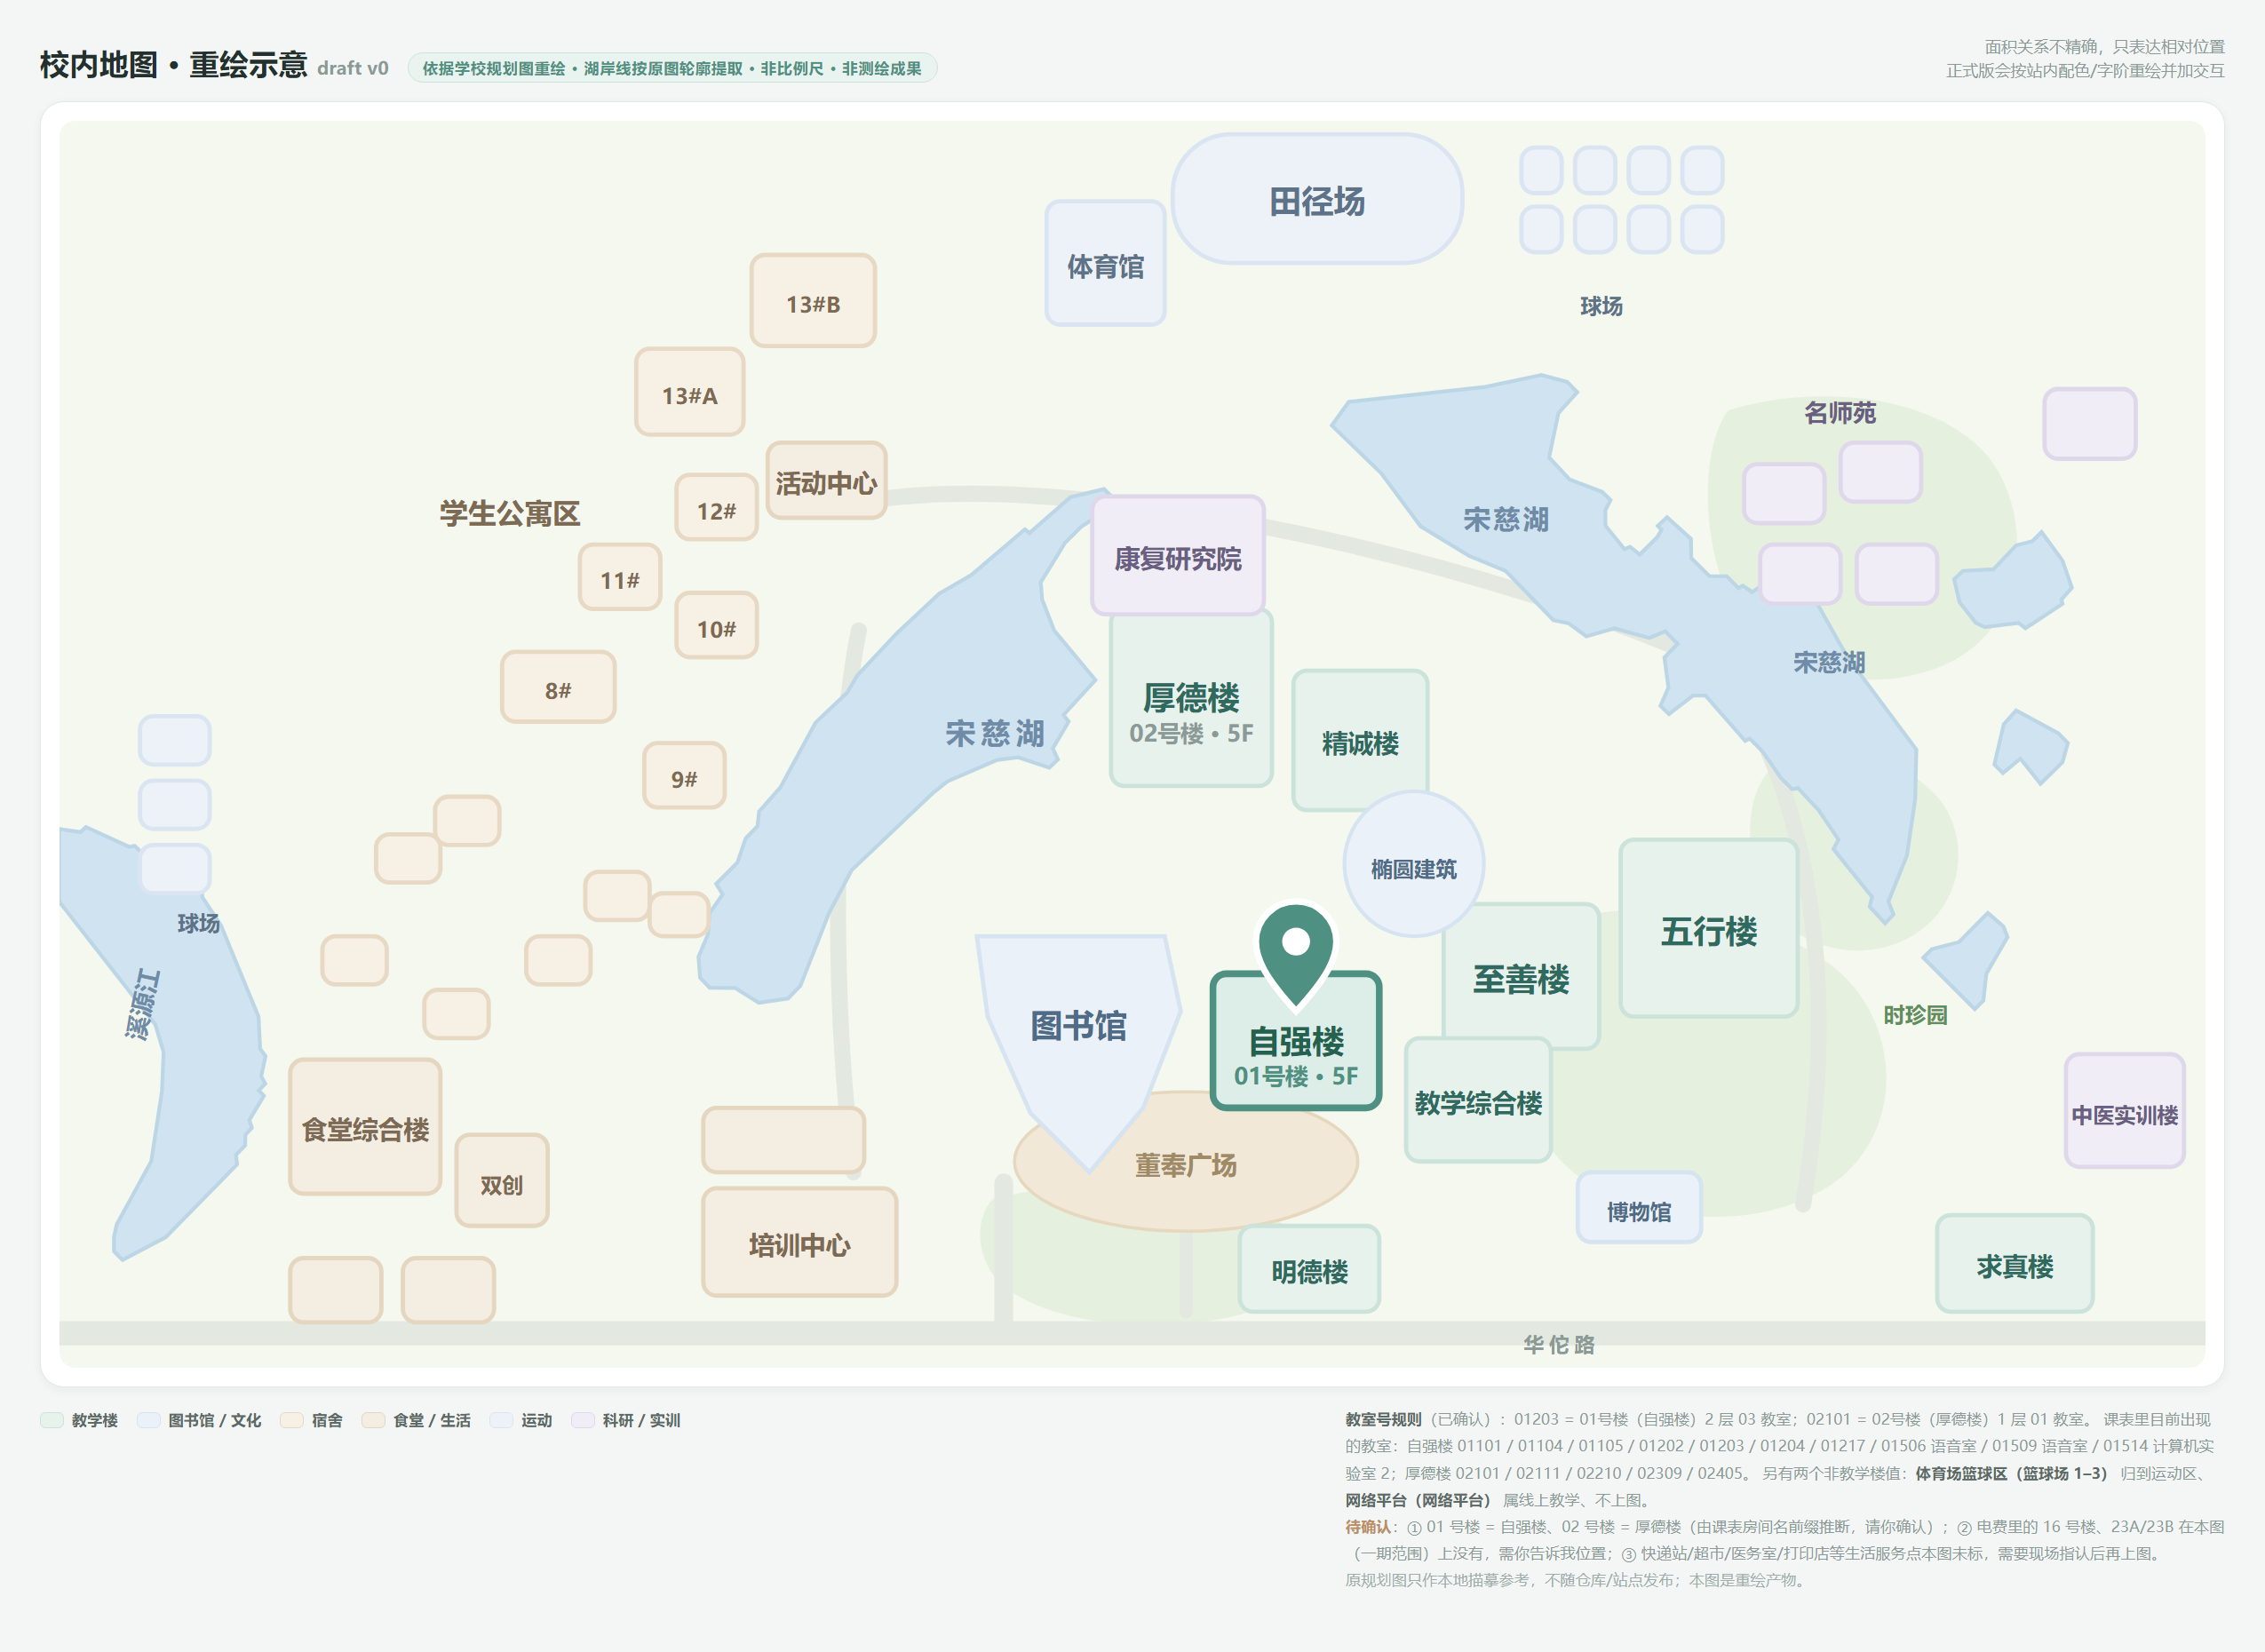 校内地图・重绘示意 draft v0
依据学校规划图重绘・湖岸线按原图轮廓提取・非比例尺・非测绘成果
面积关系不精确，只表达相对位置
正式版会按站内配色/字阶重绘并加交互
田径场
体育馆
球场
13#B
13#A
名师苑
活动中心
学生公寓区
12#
宋慈湖
康复研究院
11#
10#
宋慈湖
8#
厚德楼
02号楼・5F
宋慈湖
精诚楼
9#
椭圆建筑
球场
五行楼
至善楼
溪源江
图书馆
时珍园
自强楼
01号楼・5F
教学综合楼
中医实训楼
食堂综合楼
董奉广场
双创
博物馆
培训中心
明德楼
求真楼
华佗路
教学楼
图书馆 / 文化
宿舍
食堂 / 生活
运动
科研 / 实训
教室号规则（已确认）：01203 = 01号楼（自强楼）2 层 03 教室；02101 = 02号楼（厚德楼）1 层 01 教室。 课表里目前出现
的教室：自强楼 01101 / 01104 / 01105 / 01202 / 01203 / 01204 / 01217 / 01506 语音室 / 01509 语音室 / 01514 计算机实
验室 2；厚德楼 02101 / 02111 / 02210 / 02309 / 02405。 另有两个非教学楼值：体育场篮球区（篮球场 1–3） 归到运动区、
网络平台（网络平台） 属线上教学、不上图。
待确认：① 01 号楼 = 自强楼、02 号楼 = 厚德楼（由课表房间名前缀推断，请你确认）；② 电费里的 16 号楼、23A/23B 在本图
（一期范围）上没有，需你告诉我位置；③ 快递站/超市/医务室/打印店等生活服务点本图未标，需要现场指认后再上图。
原规划图只作本地描摹参考，不随仓库/站点发布；本图是重绘产物。